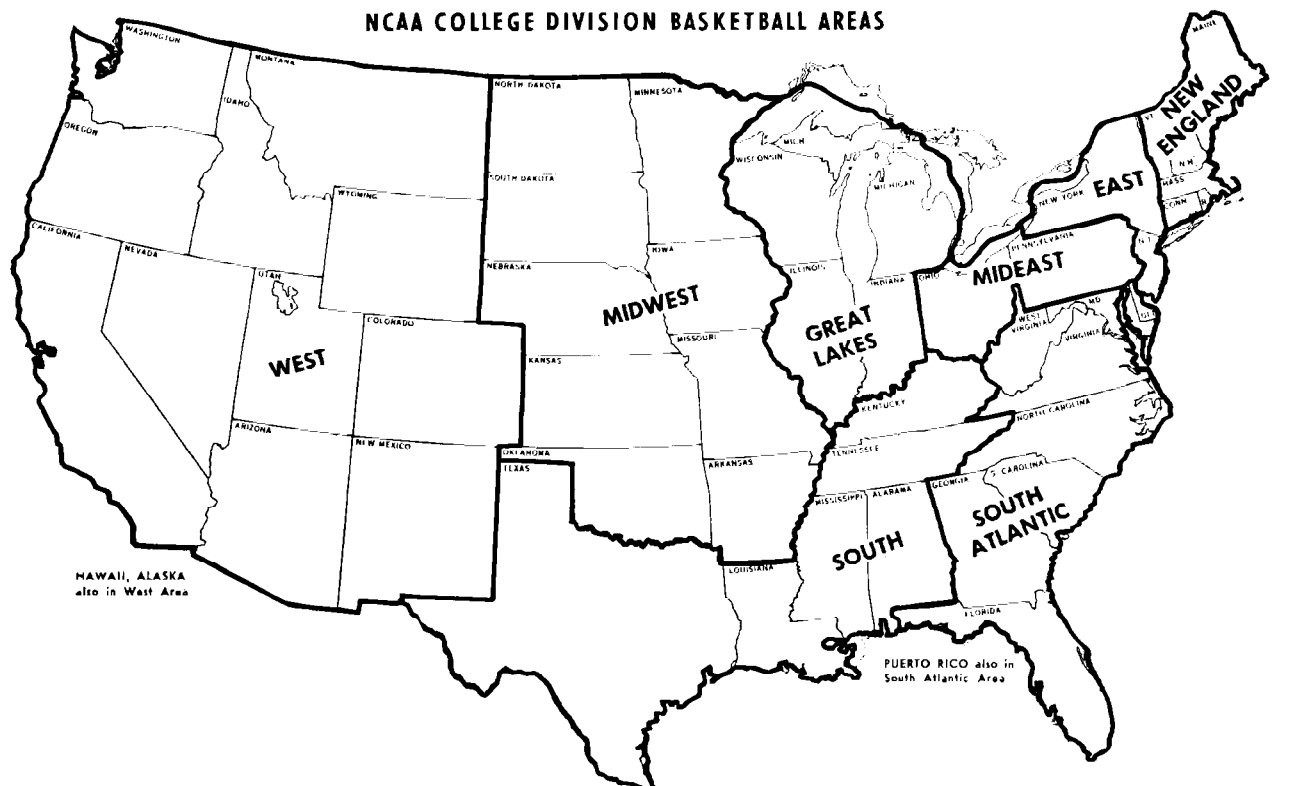 NCAA COLLEGE DIVISION BASKETBALL AREAS
WASHINGTON
MONTANA
IDAHO
OREGON
NORTH DAKOTA
MINNESOTA
SOUTH DAKOTA
WYOMING
WISCONSIN
MICH
MICHIGAN
MAINE
NEW
ENGLAND
VT
N H
MASS
CONN
R
NEW YORK
EAST
CALIFORNIA
NEVADA
UTAH
NEBRASKA
IOWA
ILLINOIS
INDIANA
OHIO
PENNSYLVANIA
N J
MIDEAST
MIDWEST
GREAT
LAKES
WEST
COLORADO
KANSAS
MISSOURI
WEST
VIRGINIA
MD
DEL
VIRGINIA
KENTUCKY
NORTH CAROLINA
ARIZONA
NEW MEXICO
OKLAHOMA
TEXAS
ARKANSAS
TENNESSEE
MISSISSIPPI
ALABAMA
GEORGIA
S CAROLINA
SOUTH
ATLANTIC
SOUTH
LOUISIANA
FLORIDA
HAWAII, ALASKA
also in West Area
PUERTO RICO also in
South Atlantic Area